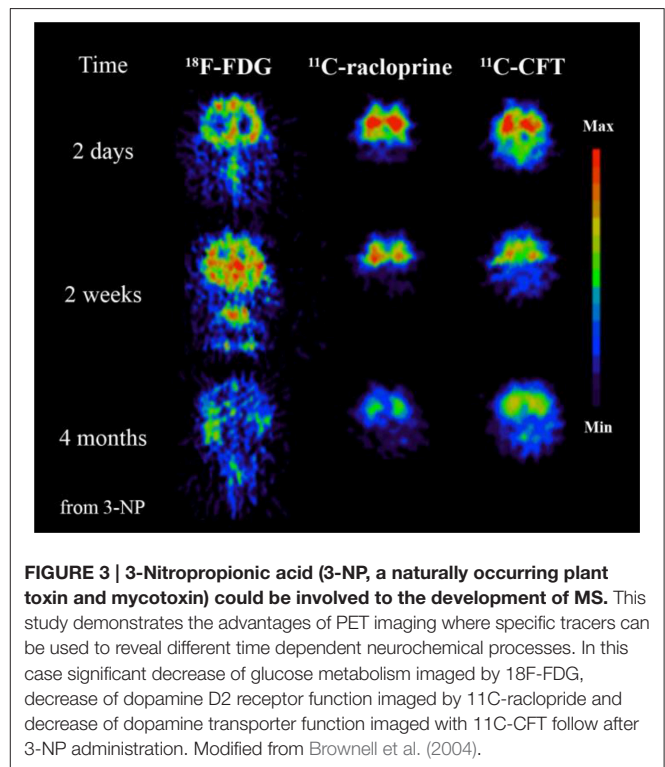 Time ¹⁸F-FDG ¹¹C-racloprine ¹¹C-CFT
Max
2 days
2 weeks
4 months
Min
from 3-NP
FIGURE 3 | 3-Nitropropionic acid (3-NP, a naturally occurring plant
toxin and mycotoxin) could be involved to the development of MS. This
study demonstrates the advantages of PET imaging where specific tracers can
be used to reveal different time dependent neurochemical processes. In this
case significant decrease of glucose metabolism imaged by 18F-FDG,
decrease of dopamine D2 receptor function imaged by 11C-raclopride and
decrease of dopamine transporter function imaged with 11C-CFT follow after
3-NP administration. Modified from Brownell et al. (2004).